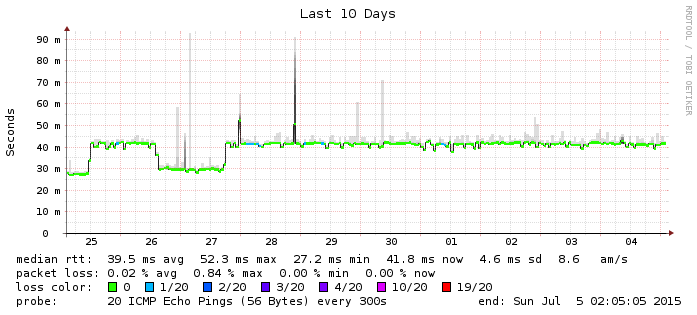 Last 10 Days
RRDTOOL / TOBI OETIKER
Seconds
90 m
80 m
70 m
60 m
50 m
40 m
30 m
20 m
10 m
0
25 26 27 28 29 30 01 02 03 04
median rtt: 39.5 ms avg 52.3 ms max 27.2 ms min 41.8 ms now 4.6 ms sd 8.6 am/s
packet loss: 0.02 % avg 0.84 % max 0.00 % min 0.00 % now
loss color: 0 1/20 2/20 3/20 4/20 10/20 19/20
probe: 20 ICMP Echo Pings (56 Bytes) every 300s end: Sun Jul 5 02:05:05 2015